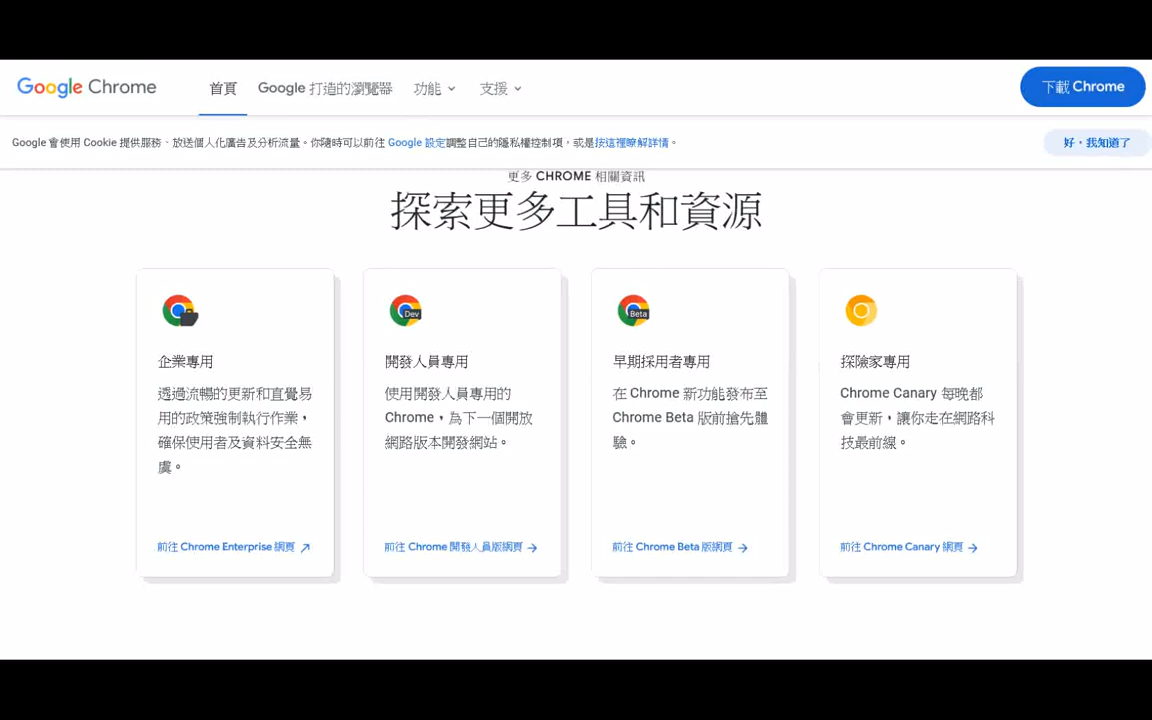 Google Chrome
首頁
Google 打造的瀏覽器
功能
支援
下載 Chrome
Google 會使用 Cookie 提供服務、放送個人化廣告及分析流量。你隨時可以前往 Google 設定調整自己的隱私權控制項，或是按這裡瞭解詳情。
好，我知道了
更多 CHROME 相關資訊
探索更多工具和資源
企業專用
透過流暢的更新和直覺易
用的政策強制執行作業，
確保使用者及資料安全無
虞。
前往 Chrome Enterprise 網頁
Dev
開發人員專用
使用開發人員專用的
Chrome，為下一個開放
網路版本開發網站。
前往 Chrome 開發人員版網頁
Beta
早期採用者專用
在 Chrome 新功能發布至
Chrome Beta 版前搶先體
驗。
前往 Chrome Beta 版網頁
探險家專用
Chrome Canary 每晚都
會更新，讓你走在網路科
技最前線。
前往 Chrome Canary 網頁